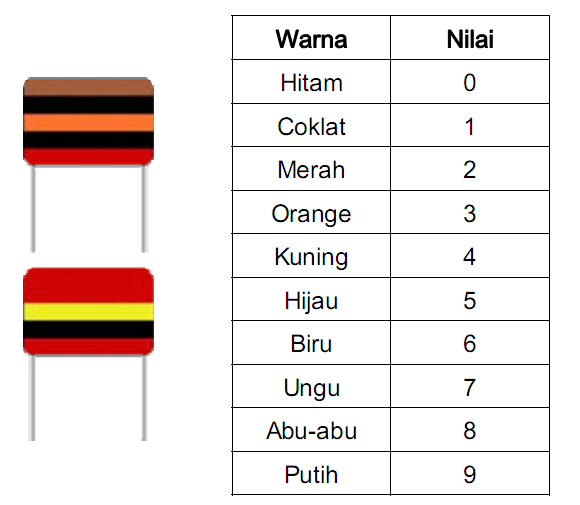 Warna Nilai
Hitam 0
Coklat 1
Merah 2
Orange 3
Kuning 4
Hijau 5
Biru 6
Ungu 7
Abu-abu 8
Putih 9